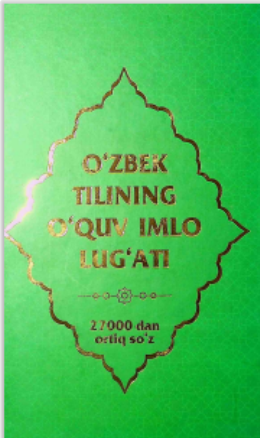 O‘ZBEK
TILINING
O‘QUV IMLO
LUG‘ATI
27000 dan
ortiq so‘z